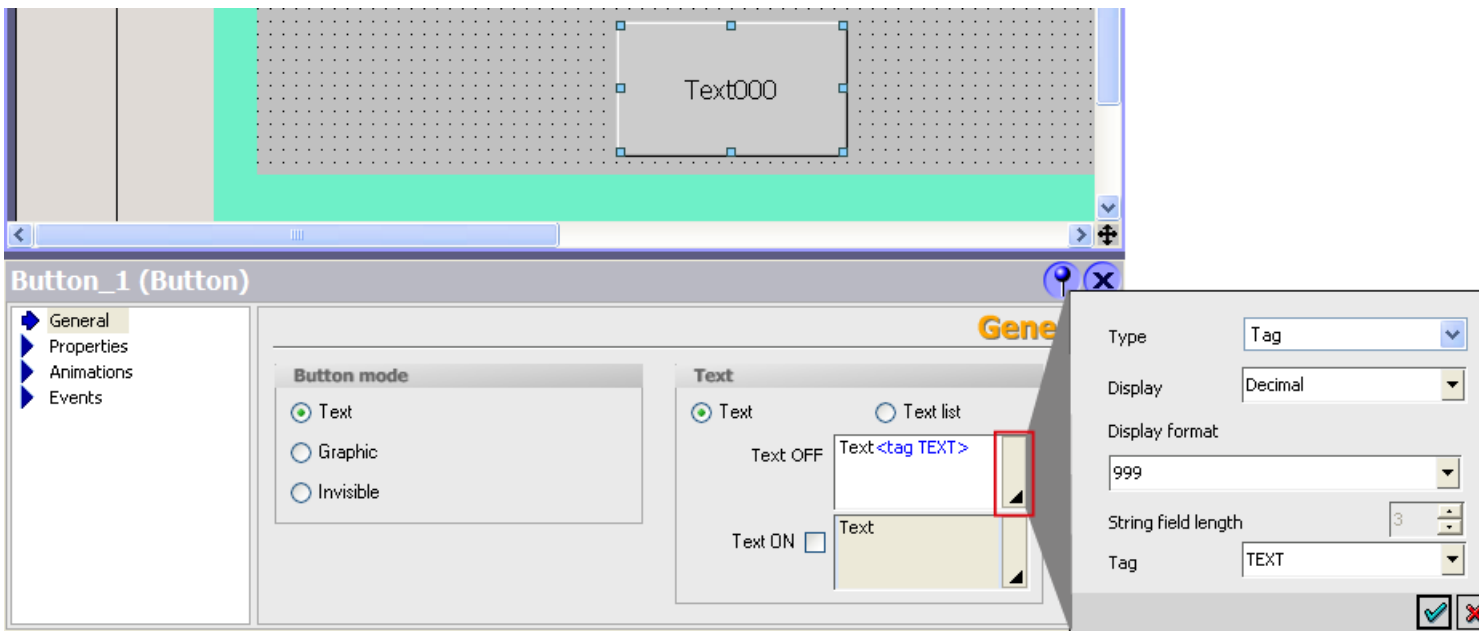 Text000
Button_1 (Button)
General
Properties
Animations
Events
Gene
Button mode
Text
Graphic
Invisible
Text
Text
Text list
Text OFF
Text<tag TEXT>
Text ON
Text
Type
Tag
Display
Decimal
Display format
999
String field length
3
Tag
TEXT